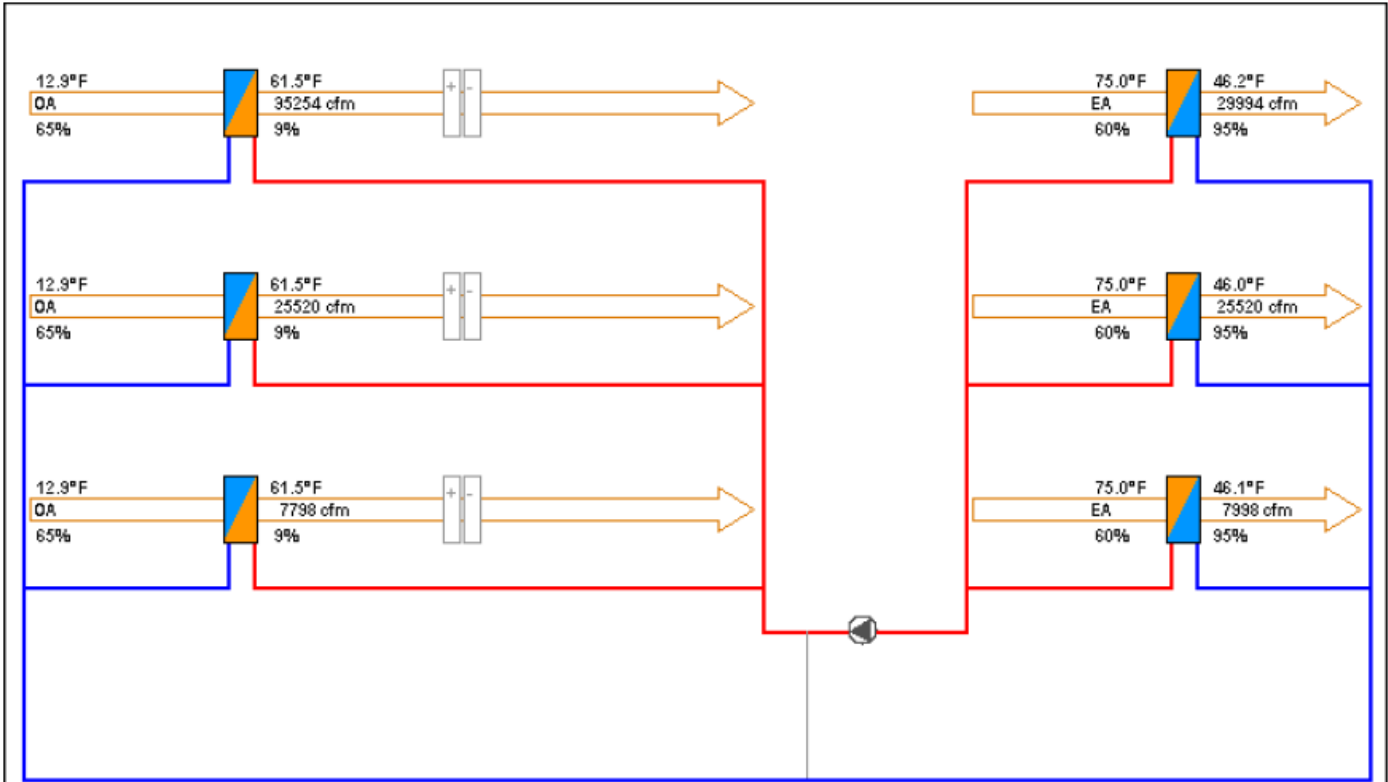 12.9°F 61.5°F 75.0°F 46.2°F
OA 95254 cfm + - EA 29994 cfm
65% 9% 60% 95%
12.9°F 61.5°F 75.0°F 46.0°F
OA 25520 cfm + - EA 25520 cfm
65% 9% 60% 95%
12.9°F 61.5°F 75.0°F 46.1°F
OA 7798 cfm + - EA 7998 cfm
65% 9% 60% 95%